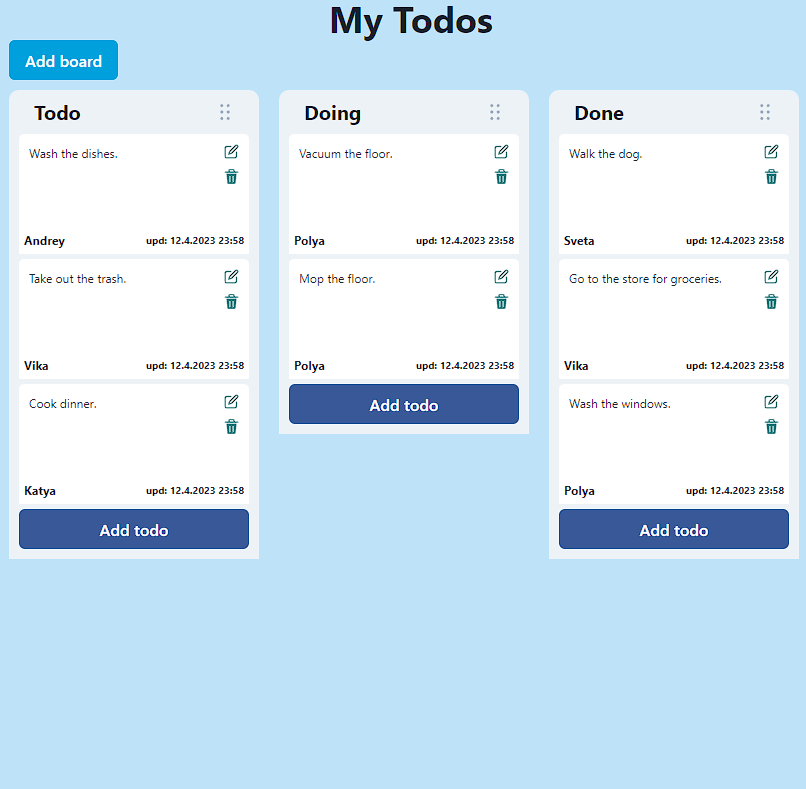 My Todos
Add board
Todo
Wash the dishes.
Andrey upd: 12.4.2023 23:58
Take out the trash.
Vika upd: 12.4.2023 23:58
Cook dinner.
Katya upd: 12.4.2023 23:58
Add todo
Doing
Vacuum the floor.
Polya upd: 12.4.2023 23:58
Mop the floor.
Polya upd: 12.4.2023 23:58
Add todo
Done
Walk the dog.
Sveta upd: 12.4.2023 23:58
Go to the store for groceries.
Vika upd: 12.4.2023 23:58
Wash the windows.
Polya upd: 12.4.2023 23:58
Add todo